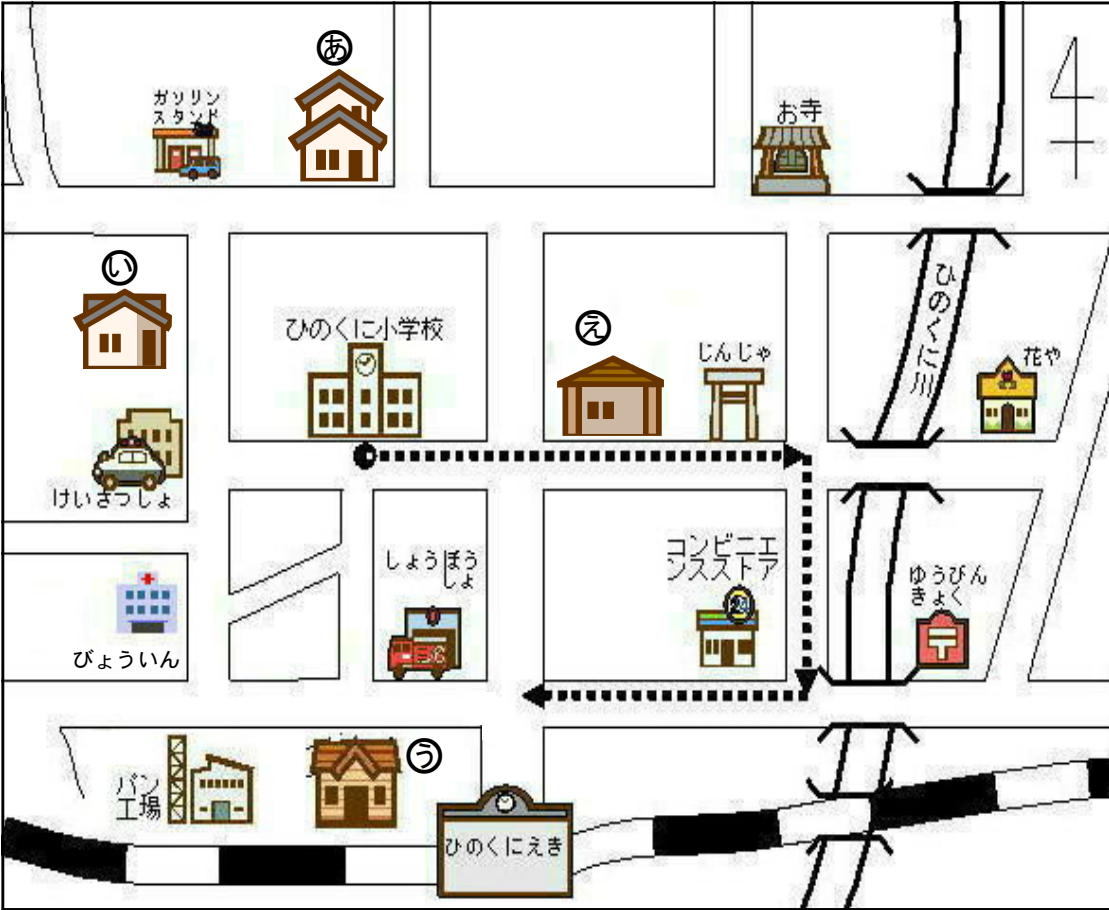 あ
ガソリン
スタンド
お寺
い
ひのくに小学校
え
じんじゃ
ひのくに川
花や
けいさつしょ
しょうぼう
しょ
コンビニエ
ンスストア
24
ゆうびん
きょく
びょういん
う
パン
工場
ひのくにえき